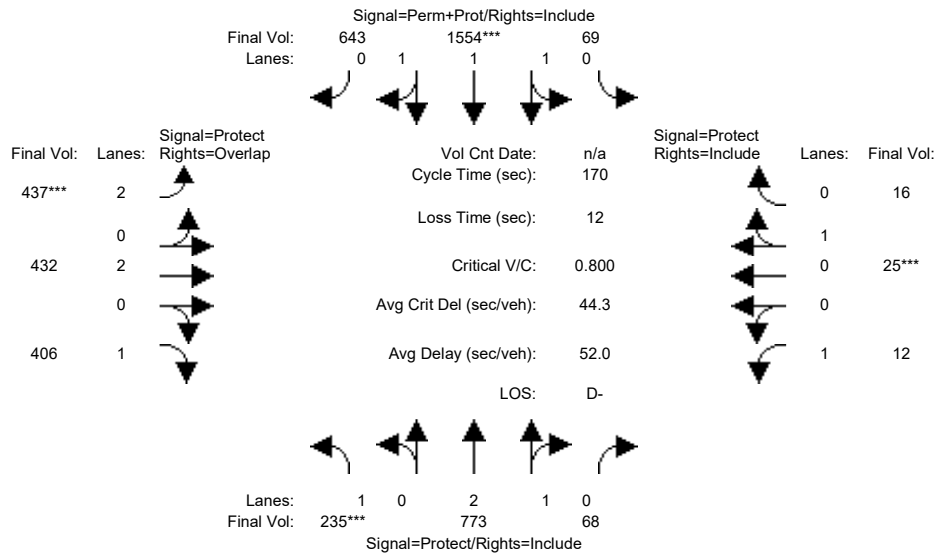 Signal=Perm+Prot/Rights=Include
Final Vol: 643 1554*** 69
Lanes: 0 1 1 1 0
Signal=Protect Signal=Protect
Final Vol: Lanes: Rights=Overlap Vol Cnt Date: n/a Rights=Include Lanes: Final Vol:
Cycle Time (sec): 170
437*** 2 0 16
Loss Time (sec): 12
0 1
432 2 Critical V/C: 0.800 0 25***
0 Avg Crit Del (sec/veh): 44.3 0
406 1 Avg Delay (sec/veh): 52.0 1 12
LOS: D-
Lanes: 1 0 2 1 0
Final Vol: 235*** 773 68
Signal=Protect/Rights=Include